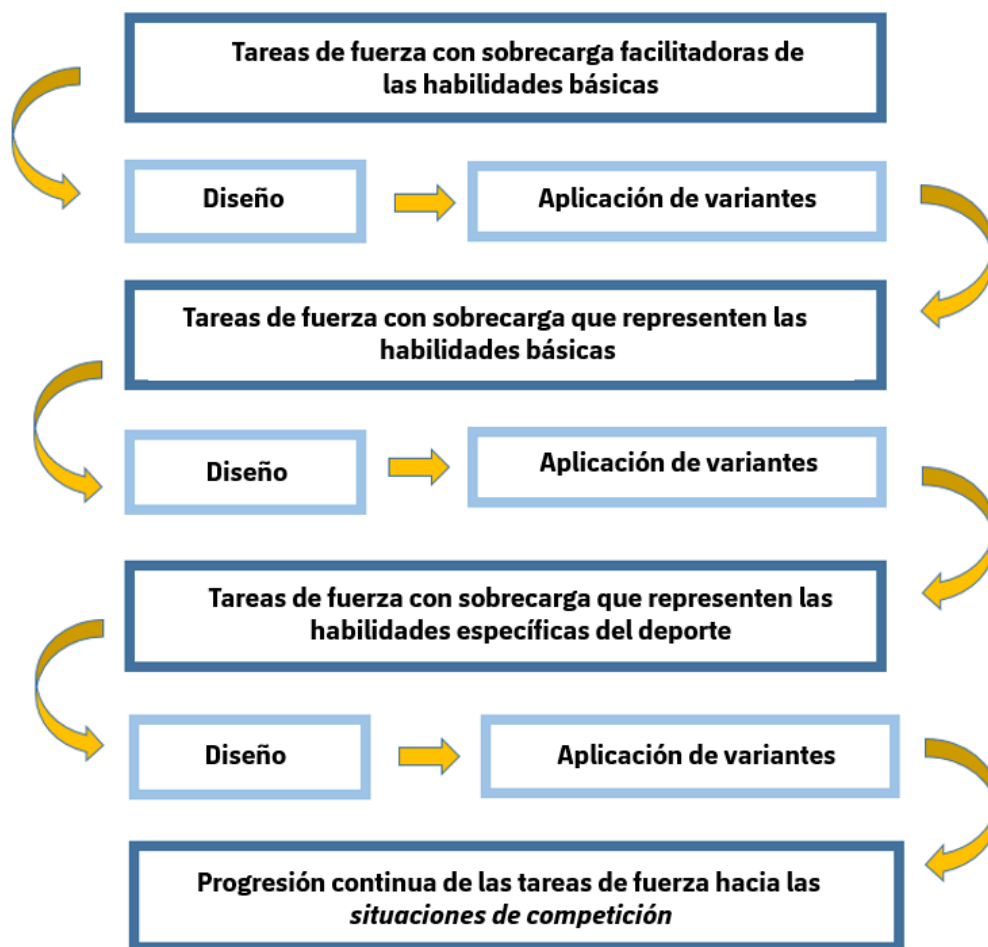 Tareas de fuerza con sobrecarga facilitadoras de
las habilidades básicas
Diseño
Aplicación de variantes
Tareas de fuerza con sobrecarga que representen las
habilidades básicas
Diseño
Aplicación de variantes
Tareas de fuerza con sobrecarga que representen las
habilidades específicas del deporte
Diseño
Aplicación de variantes
Progresión continua de las tareas de fuerza hacia las
situaciones de competición